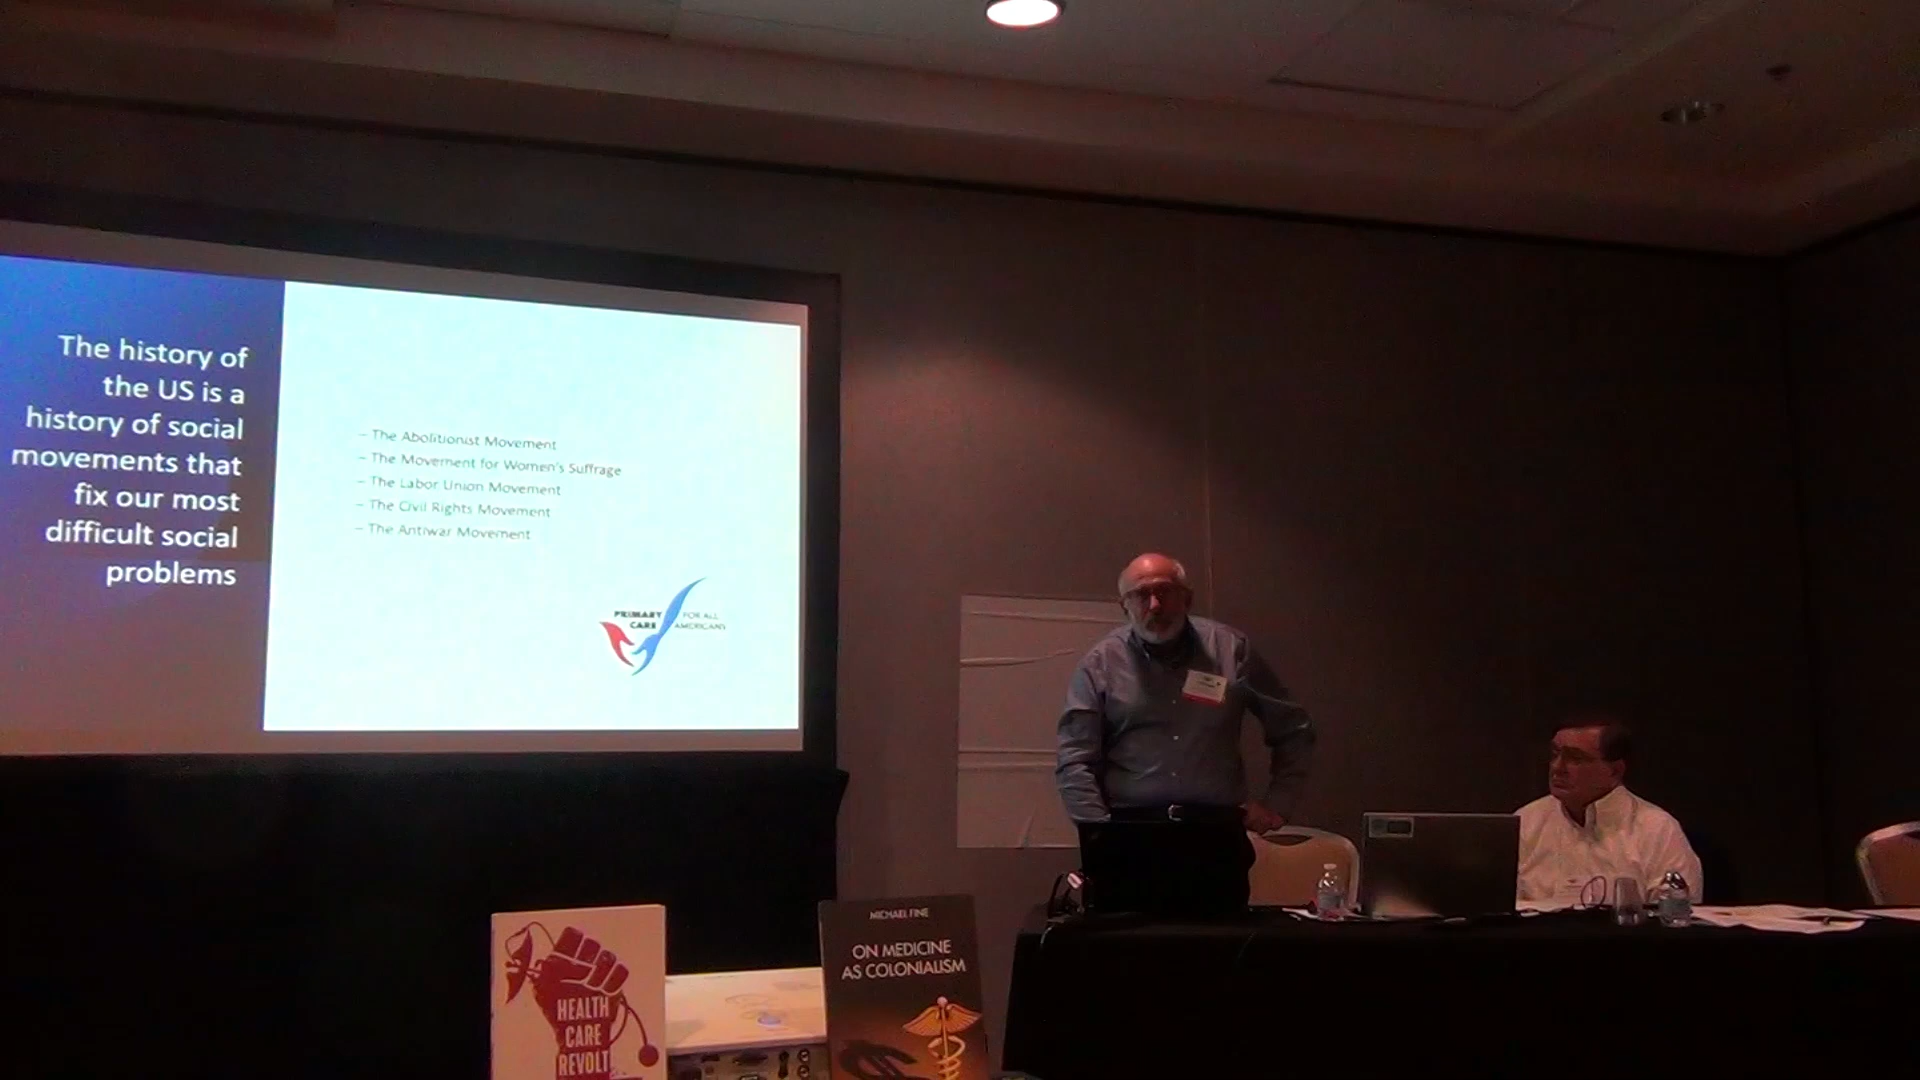 The history of
the US is a
history of social
movements that
fix our most
difficult social
problems
– The Abolitionist Movement
– The Movement for Women's Suffrage
– The Labor Union Movement
– The Civil Rights Movement
– The Antiwar Movement
PRIMARY FOR ALL
CARE AMERICANS
HEALTH
CARE
REVOLT
MICHAEL FINE
ON MEDICINE
AS COLONIALISM